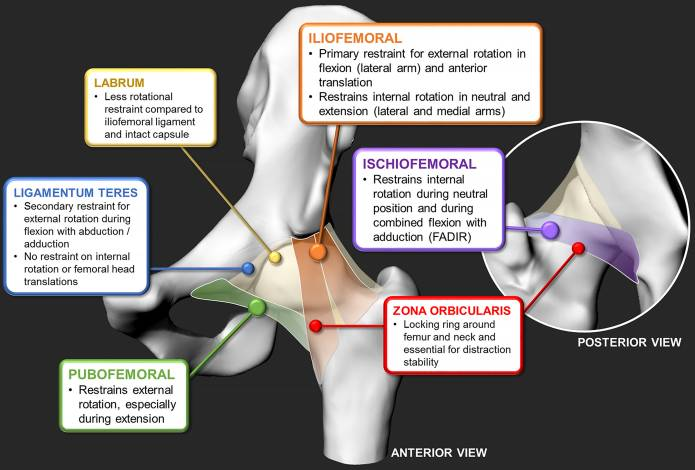 ILIOFEMORAL
• Primary restraint for external rotation in
flexion (lateral arm) and anterior
translation
• Restrains internal rotation in neutral and
extension (lateral and medial arms)
LABRUM
• Less rotational
restraint compared to
iliofemoral ligament
and intact capsule
ISCHIOFEMORAL
• Restrains internal
rotation during neutral
position and during
combined flexion with
adduction (FADIR)
LIGAMENTUM TERES
• Secondary restraint for
external rotation during
flexion with abduction /
adduction
• No restraint on internal
rotation or femoral head
translations
ZONA ORBICULARIS
• Locking ring around
femur and neck and
essential for distraction
stability
POSTERIOR VIEW
PUBOFEMORAL
• Restrains external
rotation, especially
during extension
ANTERIOR VIEW